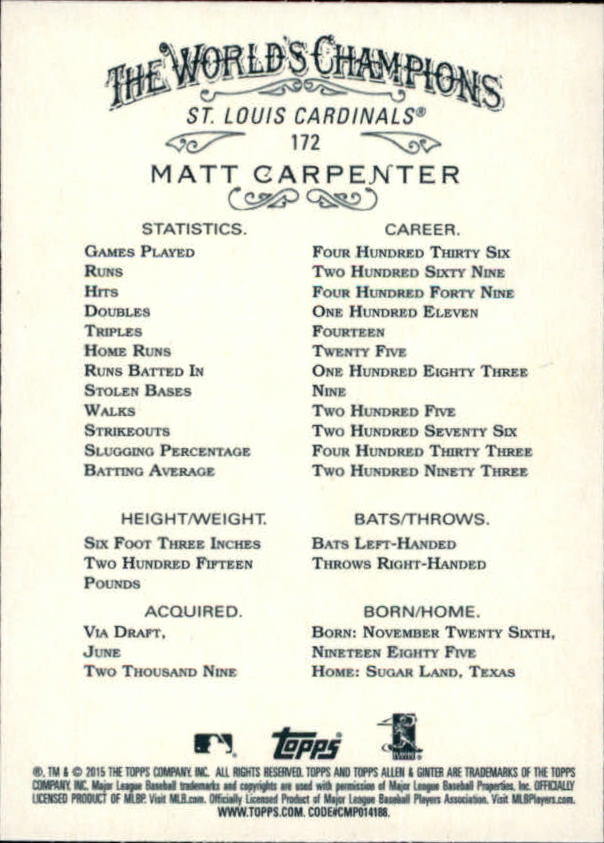 THE WORLD'S CHAMPIONS
ST. LOUIS CARDINALS®
172
MATT CARPENTER
STATISTICS. CAREER.
GAMES PLAYED FOUR HUNDRED THIRTY SIX
RUNS TWO HUNDRED SIXTY NINE
HITS FOUR HUNDRED FORTY NINE
DOUBLES ONE HUNDRED ELEVEN
TRIPLES FOURTEEN
HOME RUNS TWENTY FIVE
RUNS BATTED IN ONE HUNDRED EIGHTY THREE
STOLEN BASES NINE
WALKS TWO HUNDRED FIVE
STRIKEOUTS TWO HUNDRED SEVENTY SIX
SLUGGING PERCENTAGE FOUR HUNDRED THIRTY THREE
BATTING AVERAGE TWO HUNDRED NINETY THREE
HEIGHT/WEIGHT. BATS/THROWS.
SIX FOOT THREE INCHES BATS LEFT-HANDED
TWO HUNDRED FIFTEEN THROWS RIGHT-HANDED
POUNDS
ACQUIRED. BORN/HOME.
VIA DRAFT, BORN: NOVEMBER TWENTY SIXTH,
JUNE NINETEEN EIGHTY FIVE
TWO THOUSAND NINE HOME: SUGAR LAND, TEXAS
topps
®, TM & © 2015 THE TOPPS COMPANY, INC. ALL RIGHTS RESERVED. TOPPS AND TOPPS ALLEN & GINTER ARE TRADEMARKS OF THE TOPPS
COMPANY, INC. Major League Baseball trademarks and copyrights are used with permission of Major League Baseball Properties, Inc. OFFICIALLY
LICENSED PRODUCT OF MLBP. Visit MLB.com. Officially Licensed Product of Major League Baseball Players Association. Visit MLBPlayers.com.
WWW.TOPPS.COM. CODE#CMP014188.